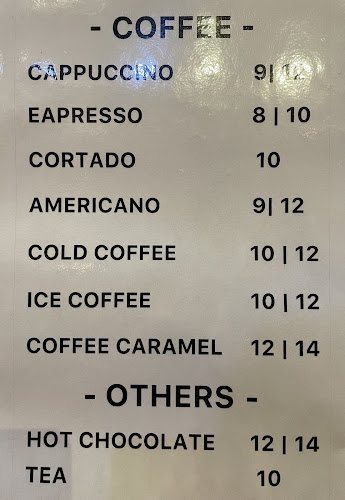 - COFFEE -
CAPPUCCINO 9| 12
EAPRESSO 8 | 10
CORTADO 10
AMERICANO 9| 12
COLD COFFEE 10 | 12
ICE COFFEE 10 | 12
COFFEE CARAMEL 12 | 14
- OTHERS -
HOT CHOCOLATE 12 | 14
TEA 10